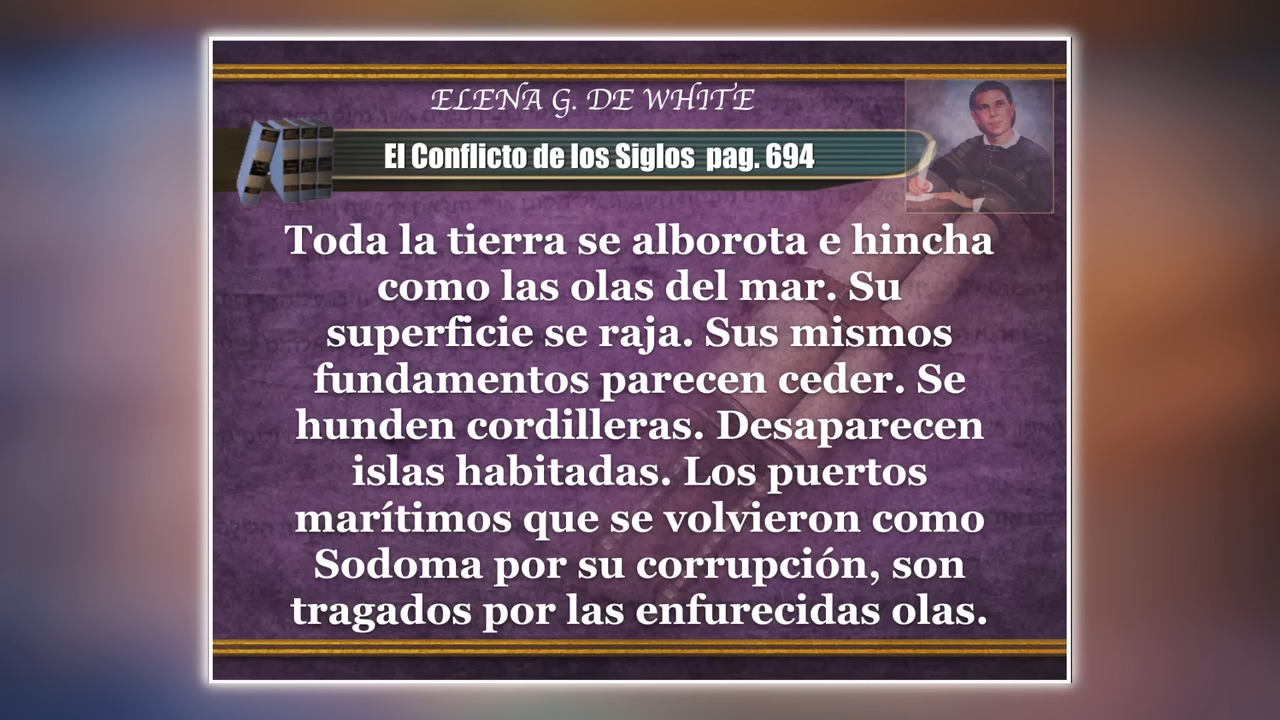 ELENA G. DE WHITE
El Conflicto de los Siglos pag. 694
Toda la tierra se alborota e hincha
como las olas del mar. Su
superficie se raja. Sus mismos
fundamentos parecen ceder. Se
hunden cordilleras. Desaparecen
islas habitadas. Los puertos
marítimos que se volvieron como
Sodoma por su corrupción, son
tragados por las enfurecidas olas.